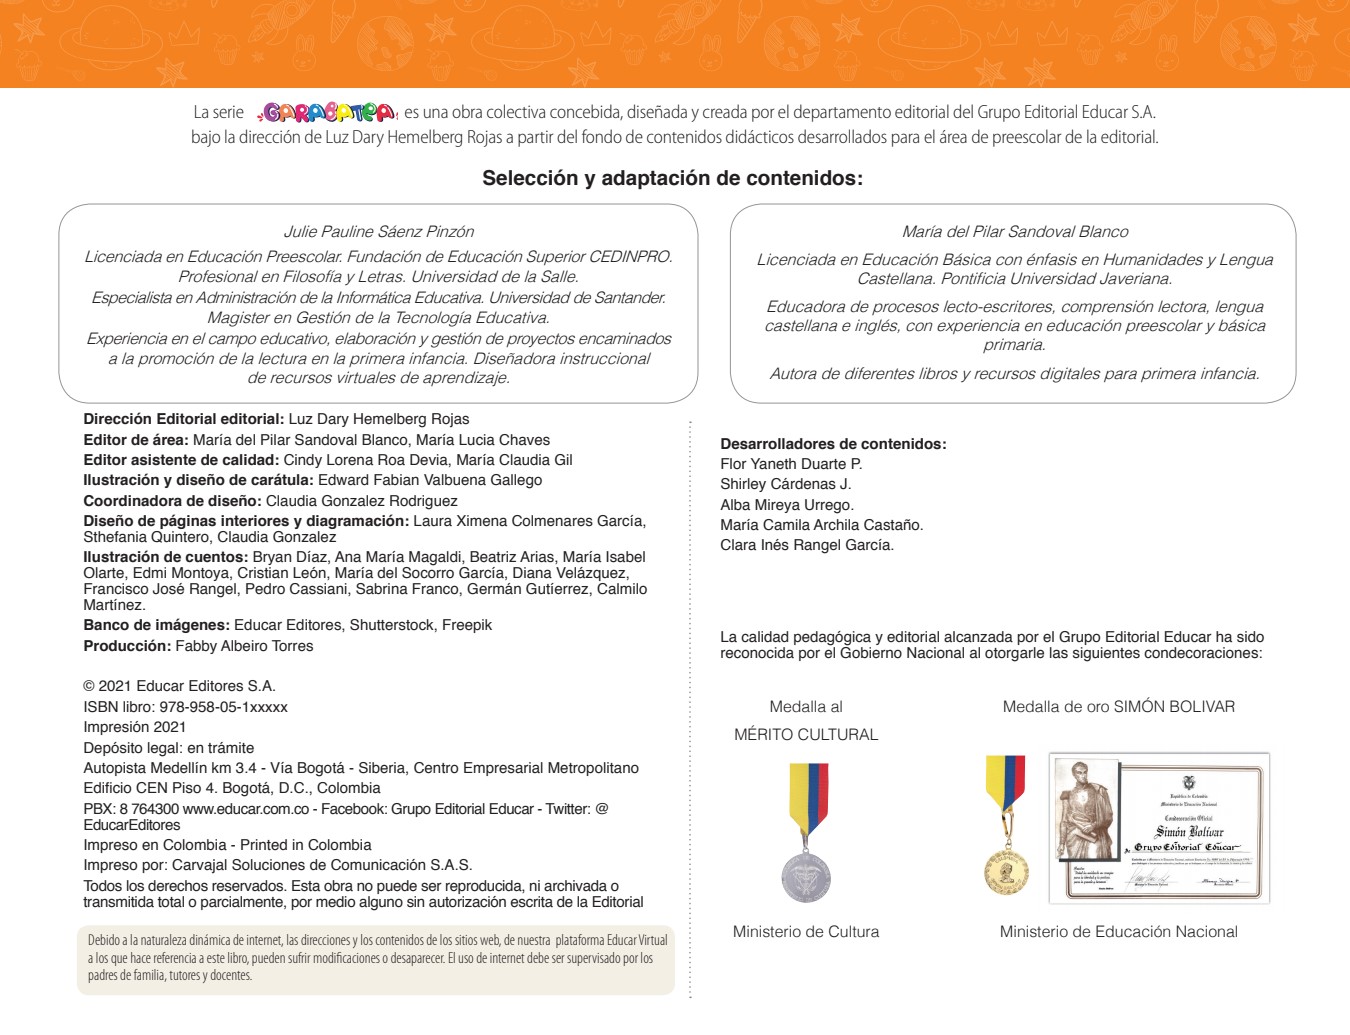 La serie GARABATEA es una obra colectiva concebida, diseñada y creada por el departamento editorial del Grupo Editorial Educar S.A.
bajo la dirección de Luz Dary Hemelberg Rojas a partir del fondo de contenidos didácticos desarrollados para el área de preescolar de la editorial.
Selección y adaptación de contenidos:
Julie Pauline Sáenz Pinzón
Licenciada en Educación Preescolar. Fundación de Educación Superior CEDINPRO.
Profesional en Filosofía y Letras. Universidad de la Salle.
Especialista en Administración de la Informática Educativa. Universidad de Santander.
Magister en Gestión de la Tecnología Educativa.
Experiencia en el campo educativo, elaboración y gestión de proyectos encaminados
a la promoción de la lectura en la primera infancia. Diseñadora instruccional
de recursos virtuales de aprendizaje.
María del Pilar Sandoval Blanco
Licenciada en Educación Básica con énfasis en Humanidades y Lengua
Castellana. Pontificia Universidad Javeriana.
Educadora de procesos lecto-escritores, comprensión lectora, lengua
castellana e inglés, con experiencia en educación preescolar y básica
primaria.
Autora de diferentes libros y recursos digitales para primera infancia.
Dirección Editorial editorial: Luz Dary Hemelberg Rojas
Editor de área: María del Pilar Sandoval Blanco, María Lucia Chaves
Editor asistente de calidad: Cindy Lorena Roa Devia, María Claudia Gil
Ilustración y diseño de carátula: Edward Fabian Valbuena Gallego
Coordinadora de diseño: Claudia Gonzalez Rodriguez
Diseño de páginas interiores y diagramación: Laura Ximena Colmenares García,
Sthefania Quintero, Claudia Gonzalez
Ilustración de cuentos: Bryan Díaz, Ana María Magaldi, Beatriz Arias, María Isabel
Olarte, Edmi Montoya, Cristian León, María del Socorro García, Diana Velázquez,
Francisco José Rangel, Pedro Cassiani, Sabrina Franco, Germán Gutíerrez, Calmilo
Martínez.
Banco de imágenes: Educar Editores, Shutterstock, Freepik
Producción: Fabby Albeiro Torres
© 2021 Educar Editores S.A.
ISBN libro: 978-958-05-1xxxxx
Impresión 2021
Depósito legal: en trámite
Autopista Medellín km 3.4 - Vía Bogotá - Siberia, Centro Empresarial Metropolitano
Edificio CEN Piso 4. Bogotá, D.C., Colombia
PBX: 8 764300 www.educar.com.co - Facebook: Grupo Editorial Educar - Twitter: @
EducarEditores
Impreso en Colombia - Printed in Colombia
Impreso por: Carvajal Soluciones de Comunicación S.A.S.
Todos los derechos reservados. Esta obra no puede ser reproducida, ni archivada o
transmitida total o parcialmente, por medio alguno sin autorización escrita de la Editorial
Debido a la naturaleza dinámica de internet, las direcciones y los contenidos de los sitios web, de nuestra plataforma Educar Virtual
a los que hace referencia a este libro, pueden sufrir modificaciones o desaparecer. El uso de internet debe ser supervisado por los
padres de familia, tutores y docentes.
Desarrolladores de contenidos:
Flor Yaneth Duarte P.
Shirley Cárdenas J.
Alba Mireya Urrego.
María Camila Archila Castaño.
Clara Inés Rangel García.
La calidad pedagógica y editorial alcanzada por el Grupo Editorial Educar ha sido
reconocida por el Gobierno Nacional al otorgarle las siguientes condecoraciones:
Medalla al
MÉRITO CULTURAL
Ministerio de Cultura
Medalla de oro SIMÓN BOLIVAR
República de Colombia
Ministerio de Educación Nacional
Condecoración Oficial
Simón Bolívar
Grupo Editorial Educar
Ministerio de Educación Nacional